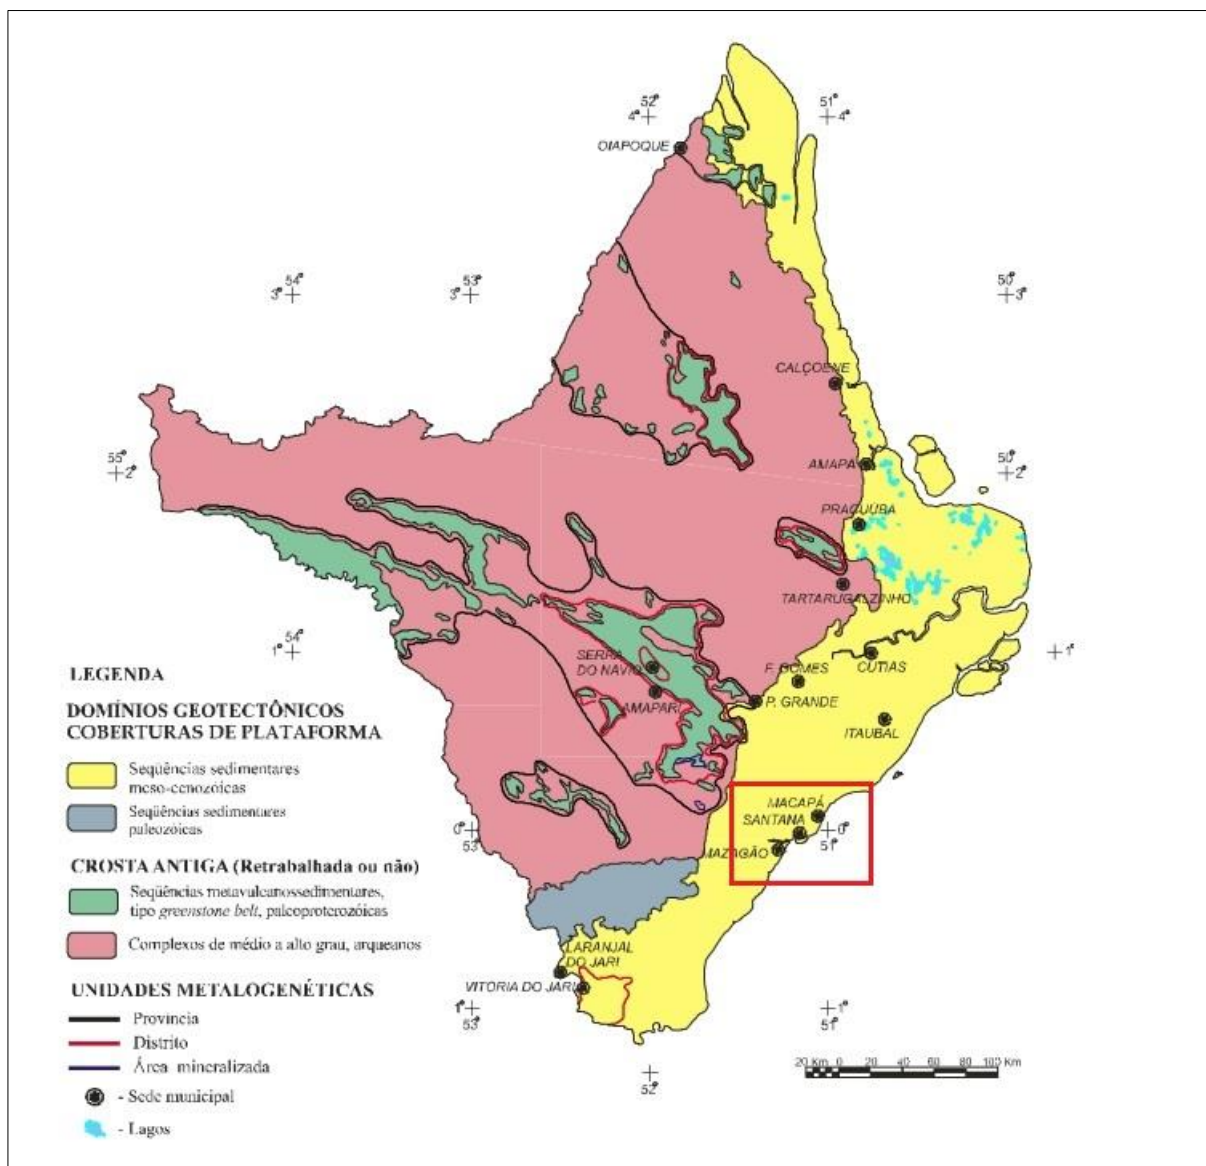 52°
4°
51°
4°
OIAPOQUE
54°
3°
53°
3°
50°
3°
CALÇOENE
55°
2°
AMAPÁ
50°
2°
PRACUÚBA
TARTARUGALZINHO
54°
1°
1°
SERRA
DO NAVIO
F. GOMES
CUTIAS
AMAPARI
P. GRANDE
ITAUBAL
LEGENDA
DOMÍNIOS GEOTECTÔNICOS
COBERTURAS DE PLATAFORMA
Seqüências sedimentares
meso-cenozóicas
Seqüências sedimentares
paleozóicas
MACAPÁ
SANTANA
0°
53°
0°
51°
MAZAGÃO
CROSTA ANTIGA (Retrabalhada ou não)
Seqüências metavulcanossedimentares,
tipo greenstone belt, paleoproterozóicas
Complexos de médio a alto grau, arqueanos
LARANJAL
DO JARI
VITORIA DO JARI
1°
53°
1°
51°
UNIDADES METALOGENÉTICAS
Província
Distrito
Área mineralizada
- Sede municipal
- Lagos
52°
20 Km 0 20 40 60 80 100 Km